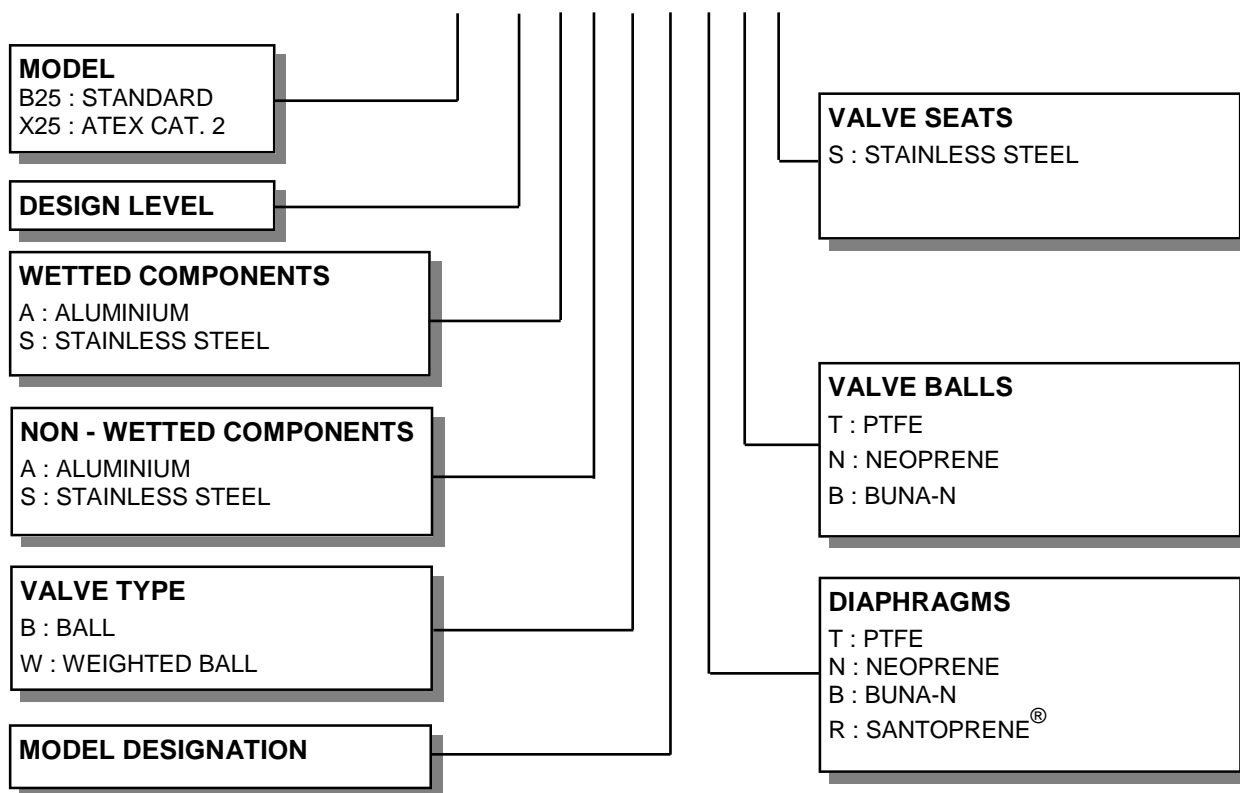 MODEL
B25 : STANDARD
X25 : ATEX CAT. 2
DESIGN LEVEL
WETTED COMPONENTS
A : ALUMINIUM
S : STAINLESS STEEL
NON - WETTED COMPONENTS
A : ALUMINIUM
S : STAINLESS STEEL
VALVE TYPE
B : BALL
W : WEIGHTED BALL
MODEL DESIGNATION
VALVE SEATS
S : STAINLESS STEEL
VALVE BALLS
T : PTFE
N : NEOPRENE
B : BUNA-N
DIAPHRAGMS
T : PTFE
N : NEOPRENE
B : BUNA-N
R : SANTOPRENE®